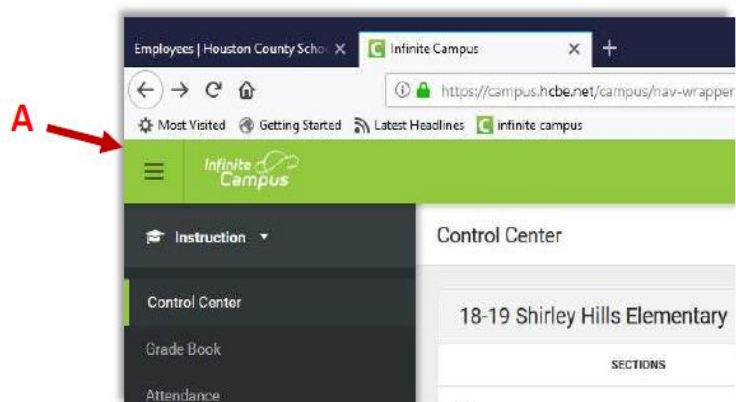 Employees | Houston County Scho
Infinite Campus
https://campus.hcbe.net/campus/nav-wrapper
Most Visited
Getting Started
Latest Headlines
infinite campus
A
Infinite
Campus
Instruction
Control Center
Control Center
18-19 Shirley Hills Elementary
Grade Book
SECTIONS
Attendance